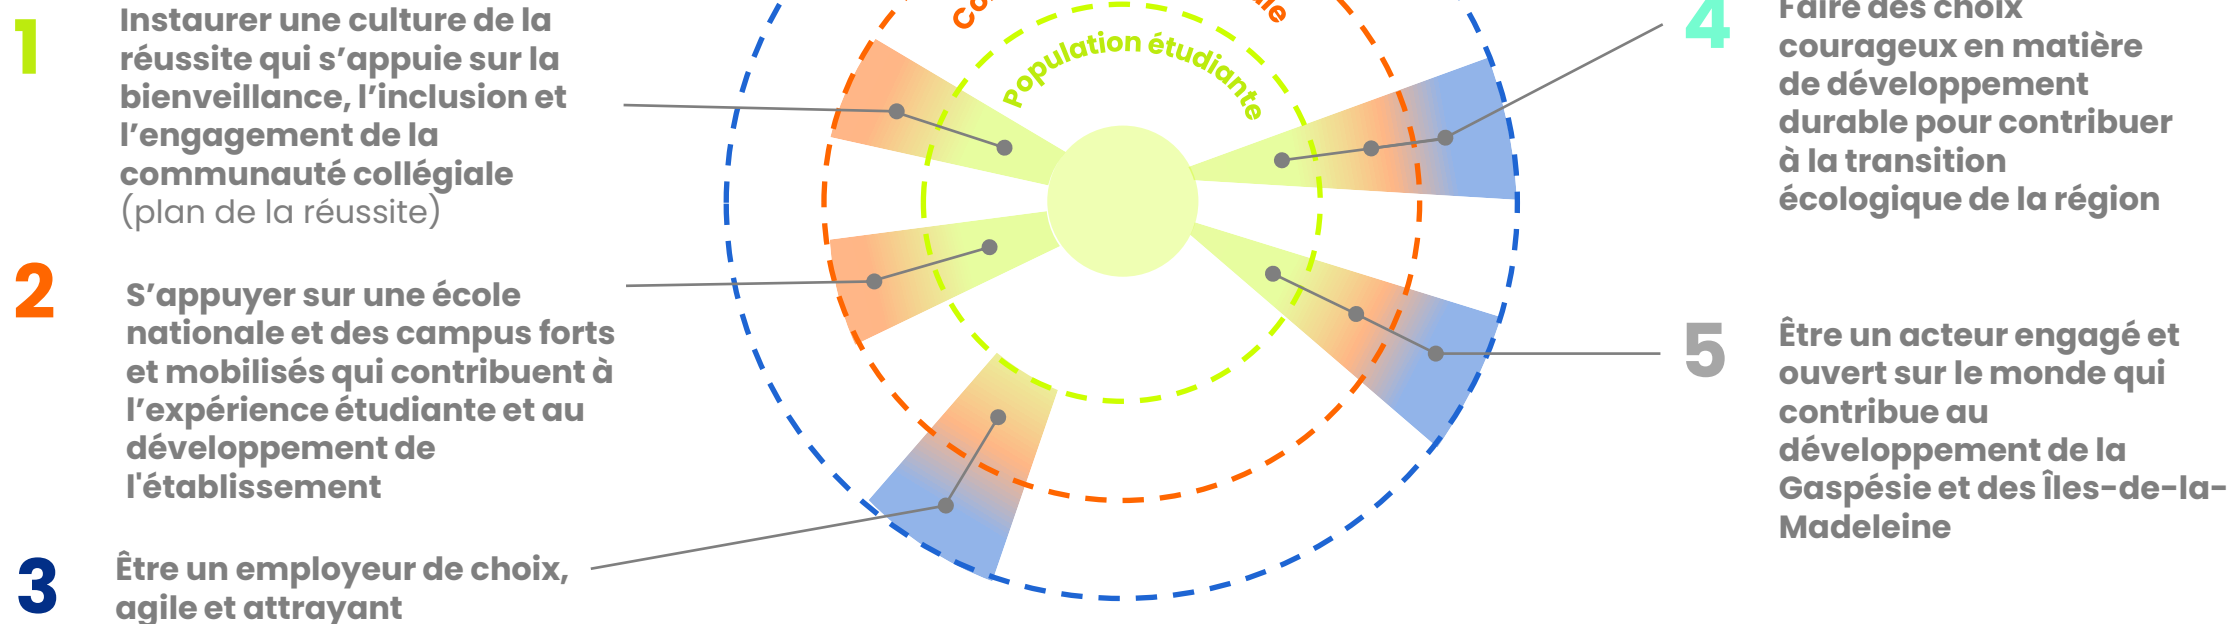 1
Instaurer une culture de la
réussite qui s’appuie sur la
bienveillance, l’inclusion et
l’engagement de la
communauté collégiale
(plan de la réussite)
2
S’appuyer sur une école
nationale et des campus forts
et mobilisés qui contribuent à
l’expérience étudiante et au
développement de
l'établissement
3
Être un employeur de choix,
agile et attrayant
Population étudiante
4
Faire des choix
courageux en matière
de développement
durable pour contribuer
à la transition
écologique de la région
5
Être un acteur engagé et
ouvert sur le monde qui
contribue au
développement de la
Gaspésie et des Îles-de-la-
Madeleine